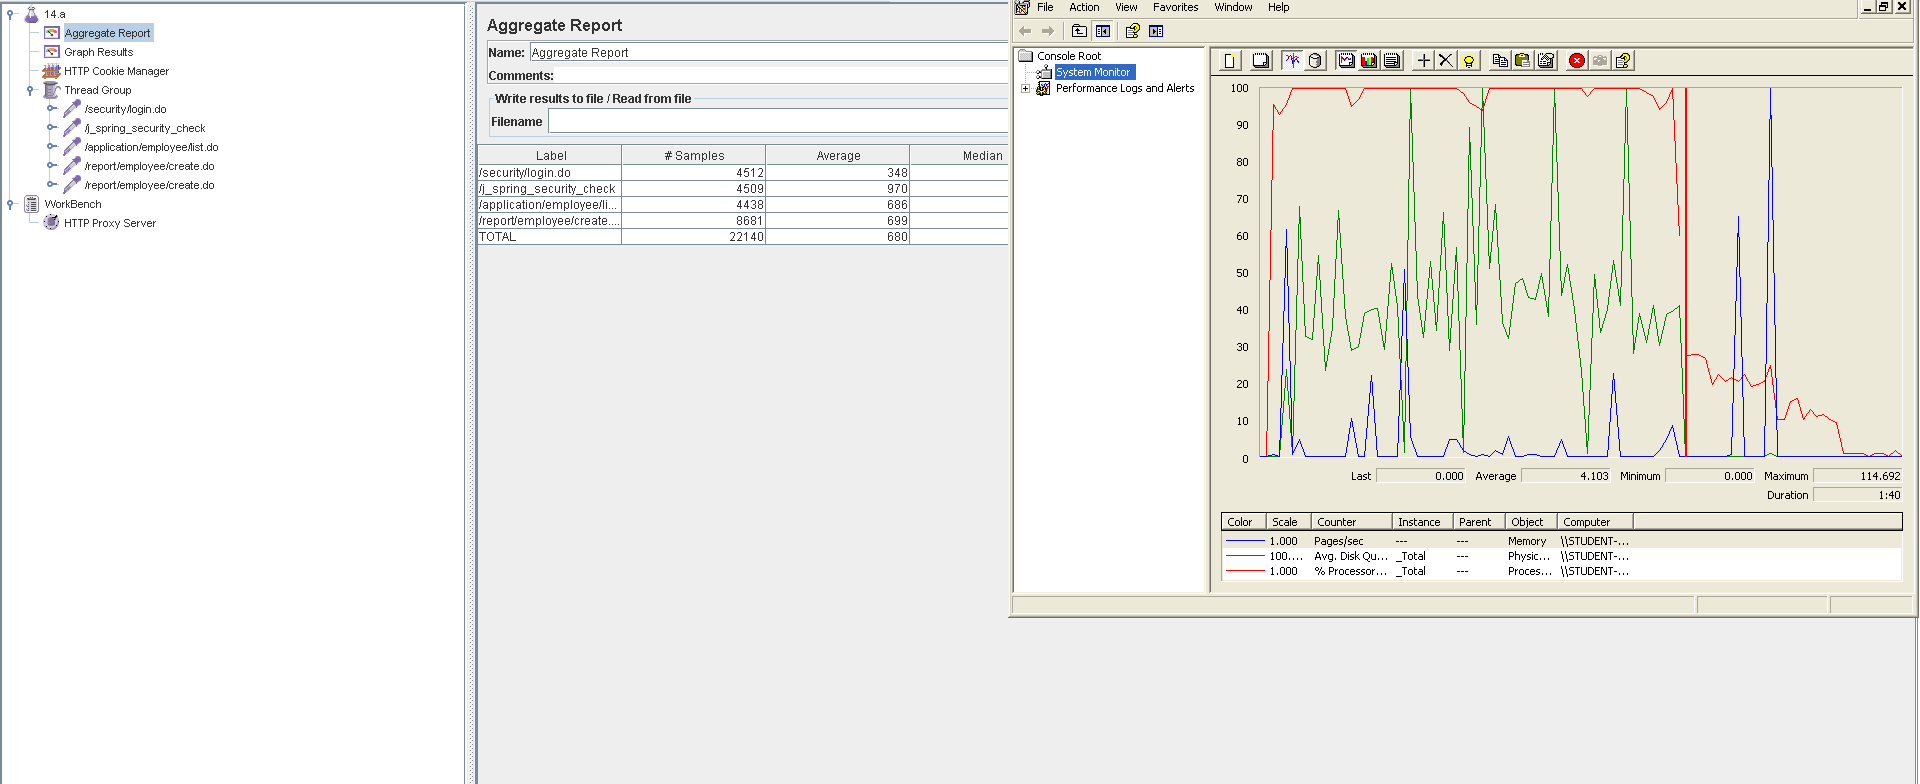 14.a
Aggregate Report
Graph Results
HTTP Cookie Manager
Thread Group
/security/login.do
/j_spring_security_check
/application/employee/list.do
/report/employee/create.do
/report/employee/create.do
WorkBench
HTTP Proxy Server
Aggregate Report
Name: Aggregate Report
Comments:
Write results to file / Read from file
Filename
Label # Samples Average Median
/security/login.do 4512 348
/j_spring_security_check 4509 970
/application/employee/li... 4438 686
/report/employee/create.... 8681 699
TOTAL 22140 680
File Action View Favorites Window Help
Console Root
System Monitor
Performance Logs and Alerts
100
90
80
70
60
50
40
30
20
10
0
Last 0.000 Average 4.103 Minimum 0.000 Maximum 114.692
Duration 1:40
Color Scale Counter Instance Parent Object Computer
1.000 Pages/sec --- --- Memory \\STUDENT-...
100.... Avg. Disk Qu... _Total --- Physic... \\STUDENT-...
1.000 % Processor... _Total --- Proces... \\STUDENT-...